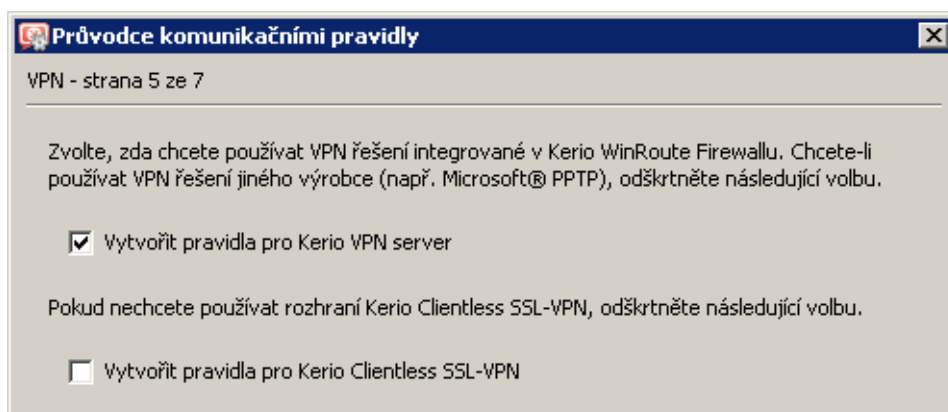 Průvodce komunikačními pravidly
VPN - strana 5 ze 7
Zvolte, zda chcete používat VPN řešení integrované v Kerio WinRoute Firewallu. Chcete-li
používat VPN řešení jiného výrobce (např. Microsoft® PPTP), odškrtněte následující volbu.
Vytvořit pravidla pro Kerio VPN server
Pokud nechcete používat rozhraní Kerio Clientless SSL-VPN, odškrtněte následující volbu.
Vytvořit pravidla pro Kerio Clientless SSL-VPN